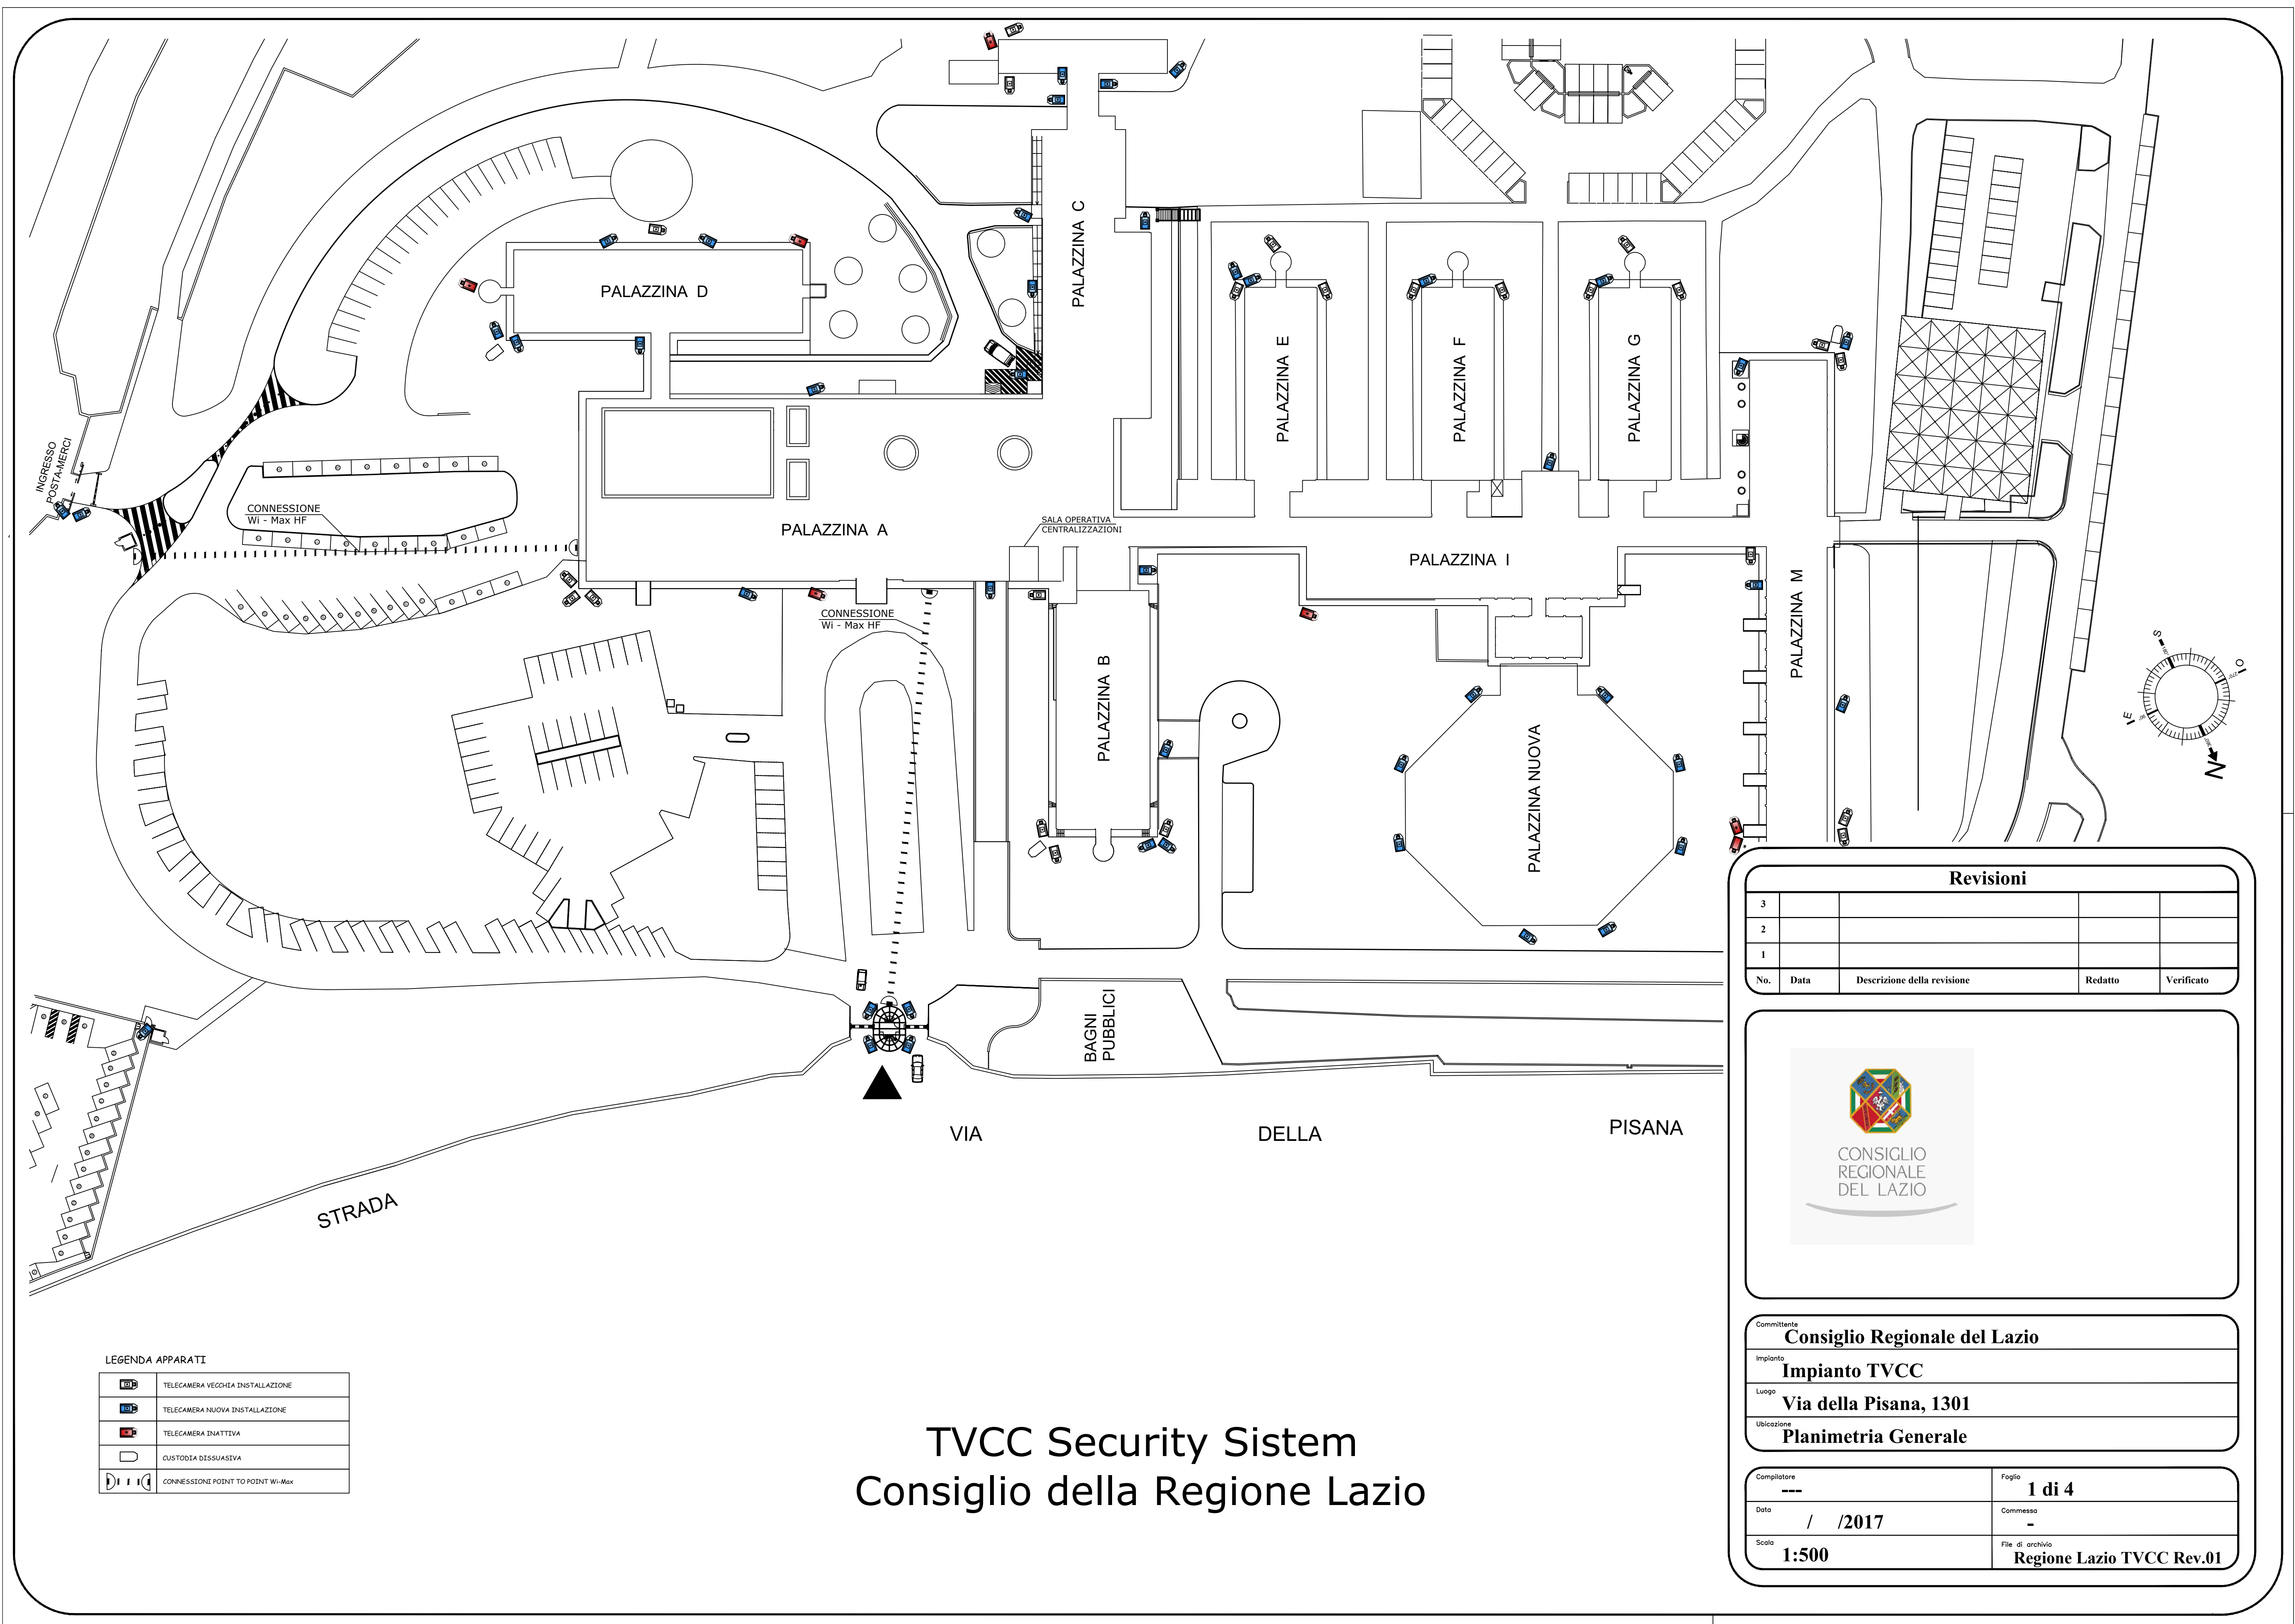 PALAZZINA C
PALAZZINA D
PALAZZINA E
PALAZZINA F
PALAZZINA G
INGRESSO
POSTA-MERCI
CONNESSIONE
Wi - Max HF
PALAZZINA A
SALA OPERATIVA
CENTRALIZZAZIONI
PALAZZINA I
PALAZZINA M
CONNESSIONE
Wi - Max HF
PALAZZINA B
PALAZZINA NUOVA
S
O
E
N
BAGNI
PUBBLICI
STRADA
VIA
DELLA
PISANA
Revisioni
3
2
1
No. Data Descrizione della revisione Redatto Verificato
CONSIGLIO
REGIONALE
DEL LAZIO
Committente
Consiglio Regionale del Lazio
Impianto
Impianto TVCC
Luogo
Via della Pisana, 1301
Ubicazione
Planimetria Generale
Compilatore
---
Foglio
1 di 4
Data
/ /2017
Commessa
-
Scala
1:500
File di archivio
Regione Lazio TVCC Rev.01
LEGENDA APPARATI
TELECAMERA VECCHIA INSTALLAZIONE
TELECAMERA NUOVA INSTALLAZIONE
TELECAMERA INATTIVA
CUSTODIA DISSUASIVA
CONNESSIONI POINT TO POINT Wi-Max
TVCC Security Sistem
Consiglio della Regione Lazio